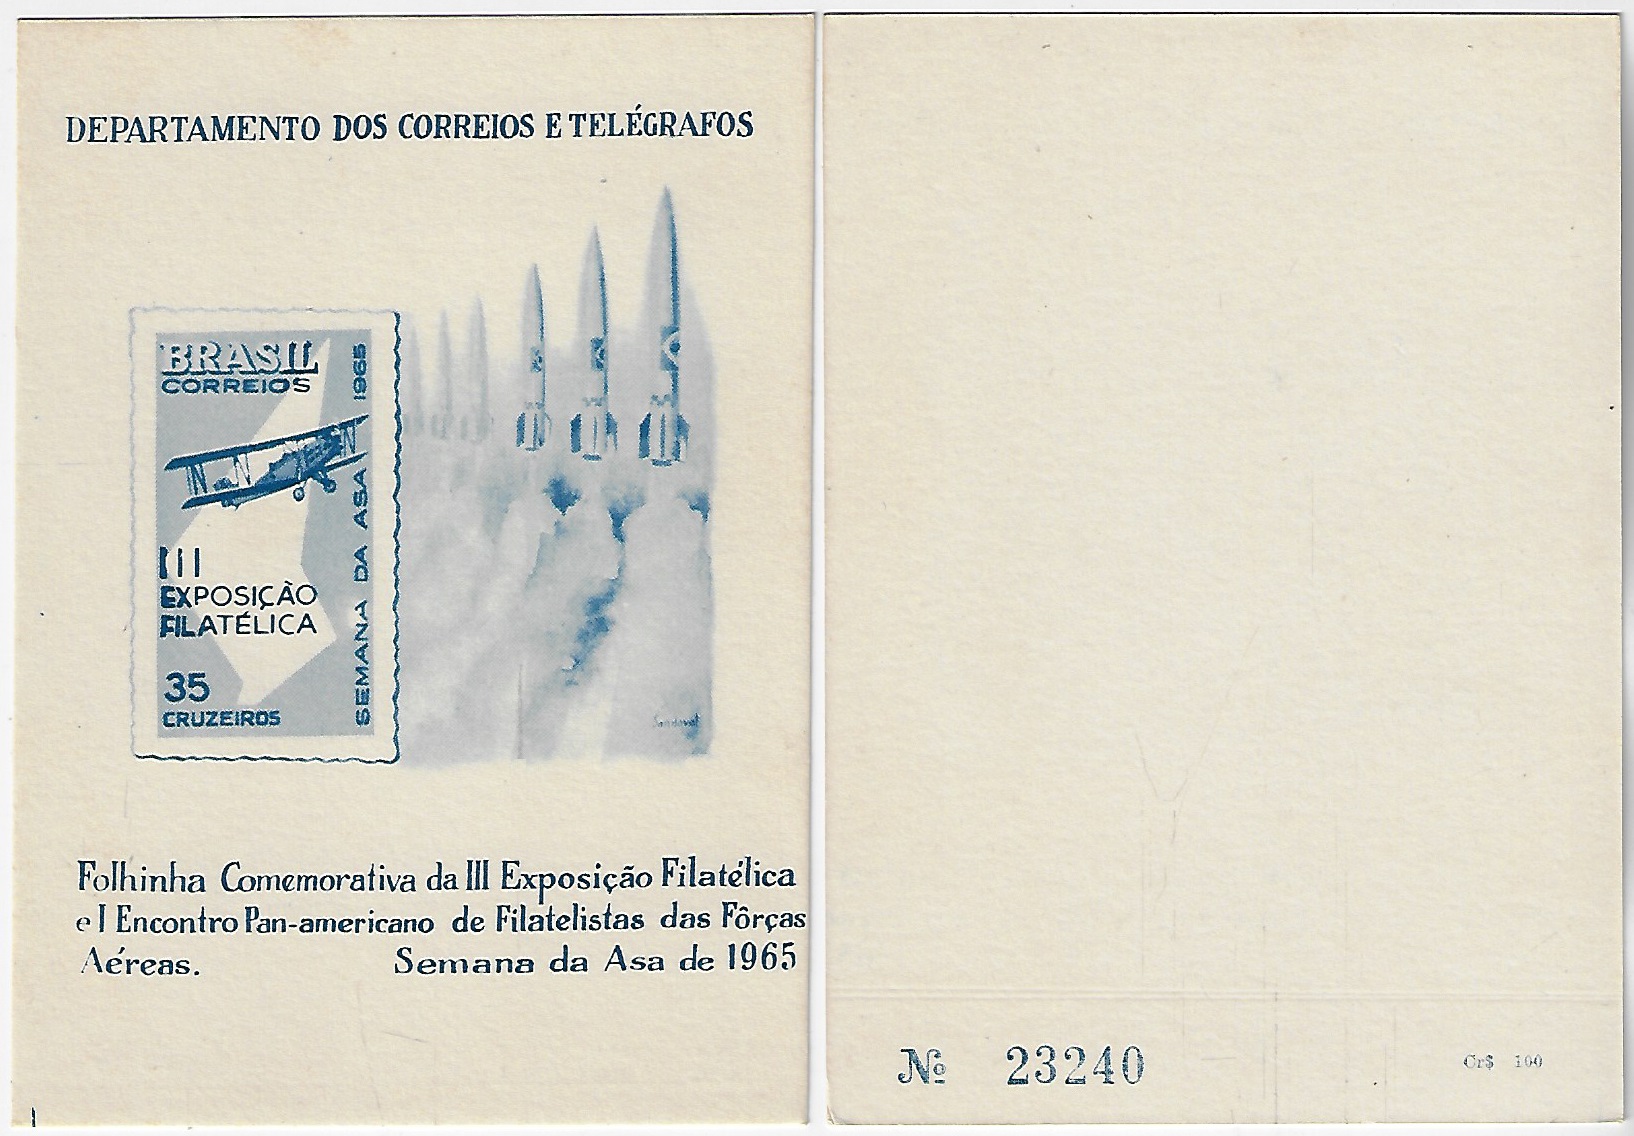 DEPARTAMENTO DOS CORREIOS E TELÉGRAFOS
BRASIL
CORREIOS
SEMANA DA ASA 1965
III
EXPOSIÇÃO
FILATÉLICA
35
CRUZEIROS
Sandoval
Folhinha Comemorativa da III Exposição Filatélica
e I Encontro Pan-americano de Filatelistas das Fôrças
Aéreas. Semana da Asa de 1965
№ 23240
Cr$ 100